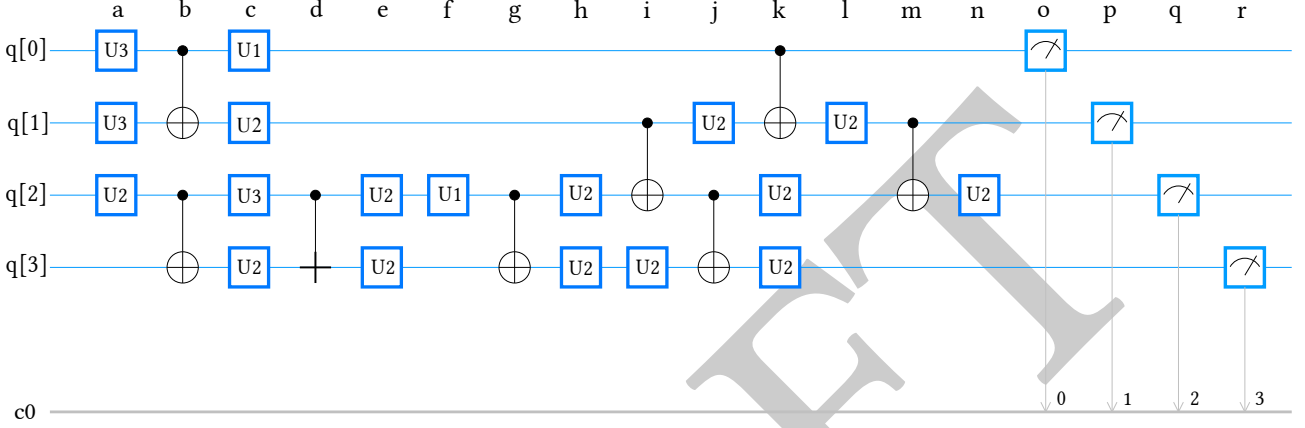 a b c d e f g h i j k l m n o p q r
q[0] U3 U1
q[1] U3 U2 U2 U2
q[2] U2 U3 U2 U1 U2 U2 U2
q[3] U2 U2 U2 U2 U2
c0 0 1 2 3
FT